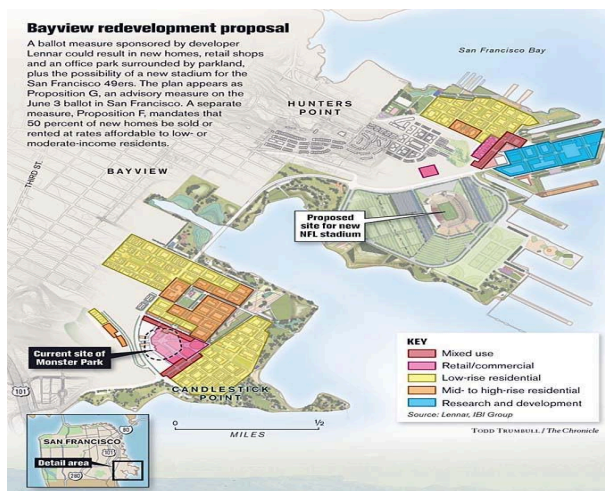 Bayview redevelopment proposal
A ballot measure sponsored by developer
Lennar could result in new homes, retail shops
and an office park surrounded by parkland,
plus the possibility of a new stadium for the
San Francisco 49ers. The plan appears as
Proposition G, an advisory measure on the
June 3 ballot in San Francisco. A separate
measure, Proposition F, mandates that
50 percent of new homes be sold or
rented at rates affordable to low- or
moderate-income residents.
San Francisco Bay
HUNTERS
POINT
THIRD ST.
BAYVIEW
Proposed
site for new
NFL stadium
Current site of
Monster Park
CANDLESTICK
POINT
101
0 ½
MILES
KEY
Mixed use
Retail/commercial
Low-rise residential
Mid- to high-rise residential
Research and development
Source: Lennar, IBI Group
TODD TRUMBULL / The Chronicle
80
SAN FRANCISCO
101
Detail area
280